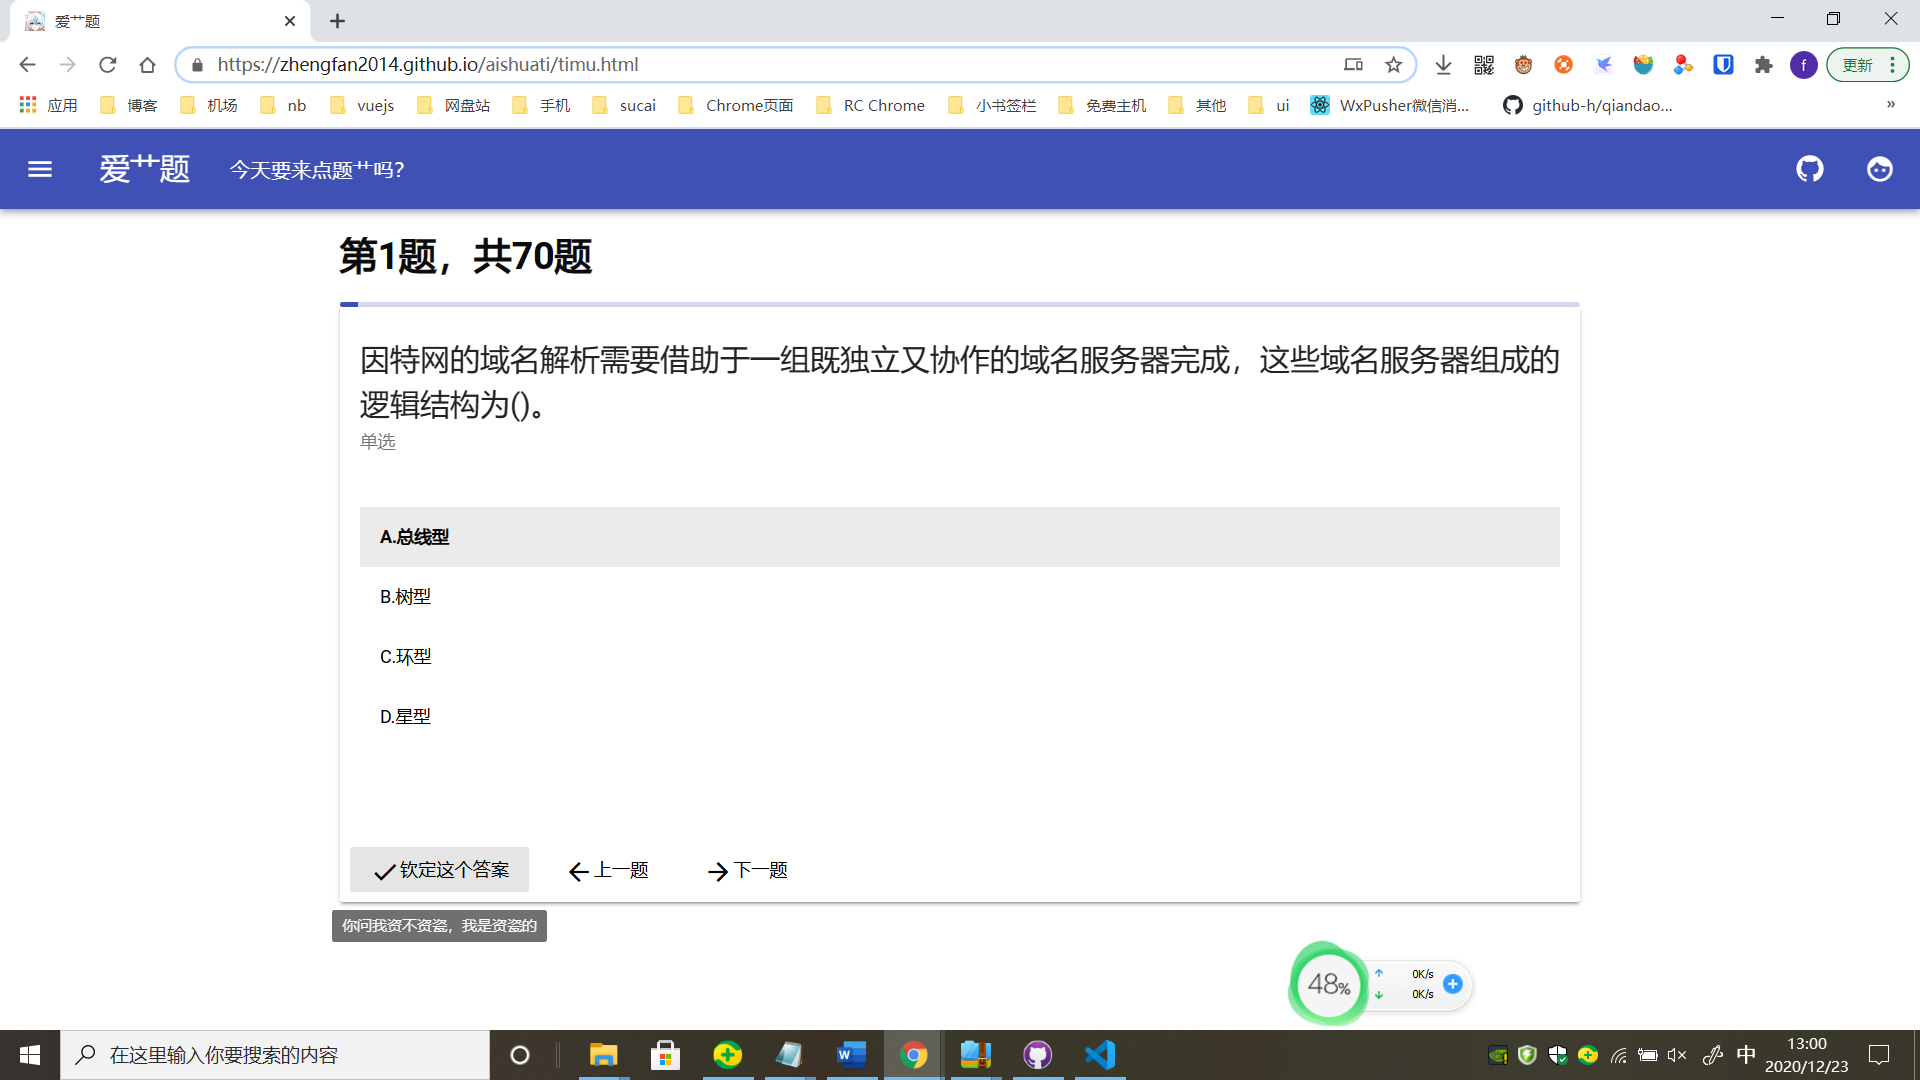 爱艹题
https://zhengfan2014.github.io/aishuati/timu.html
f
更新
应用
博客
机场
nb
vuejs
网盘站
手机
sucai
Chrome页面
RC Chrome
小书签栏
免费主机
其他
ui
WxPusher微信消...
github-h/qiandao...
»
爱艹题
今天要来点题艹吗?
第1题，共70题
因特网的域名解析需要借助于一组既独立又协作的域名服务器完成，这些域名服务器组成的
逻辑结构为()。
单选
A.总线型
B.树型
C.环型
D.星型
钦定这个答案
上一题
下一题
你问我资不资瓷，我是资瓷的
48%
0K/s
0K/s
在这里输入你要搜索的内容
中
13:00
2020/12/23